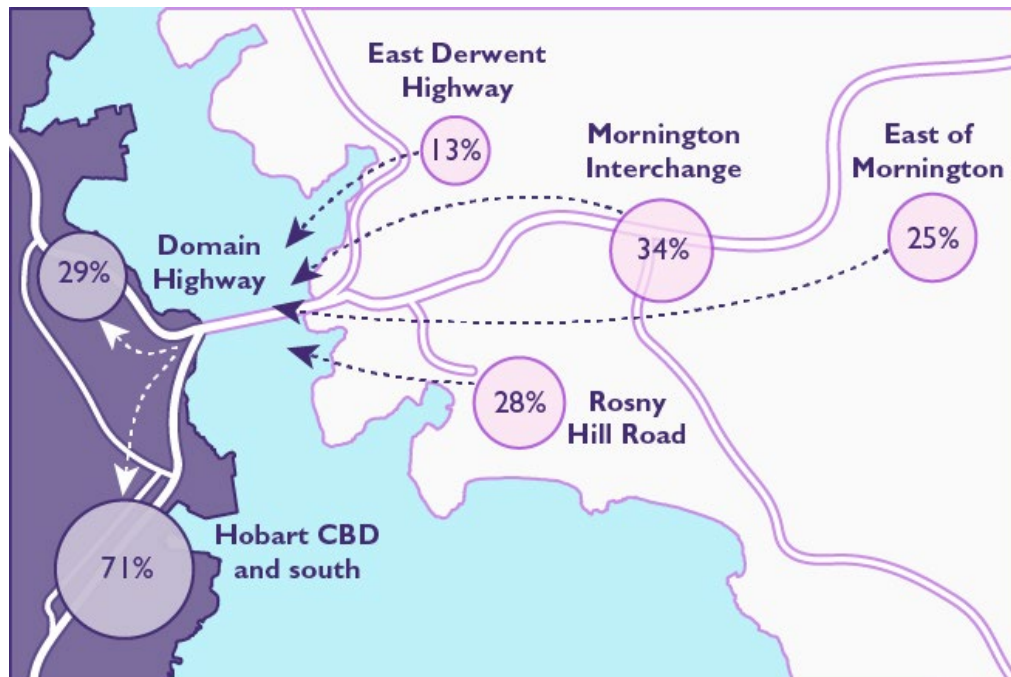 East Derwent
Highway
13%
Mornington
Interchange
34%
East of
Mornington
25%
Domain
Highway
29%
28%
Rosny
Hill Road
Hobart CBD
and south
71%